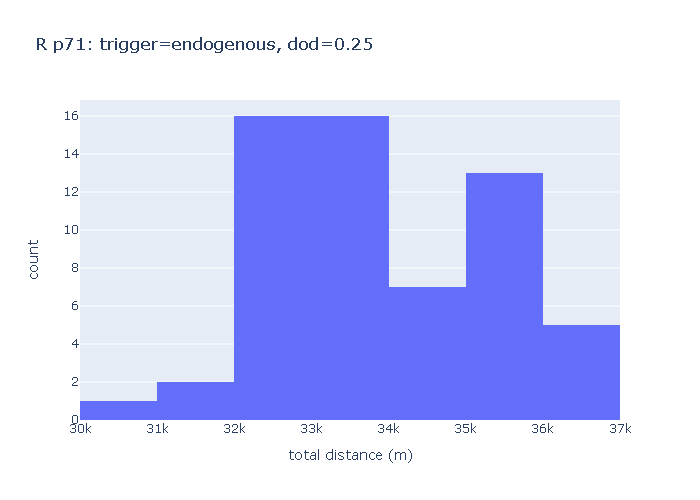 R p71: trigger=endogenous, dod=0.25
16
14
12
10
8
6
4
2
0
count
30k 31k 32k 33k 34k 35k 36k 37k
total distance (m)